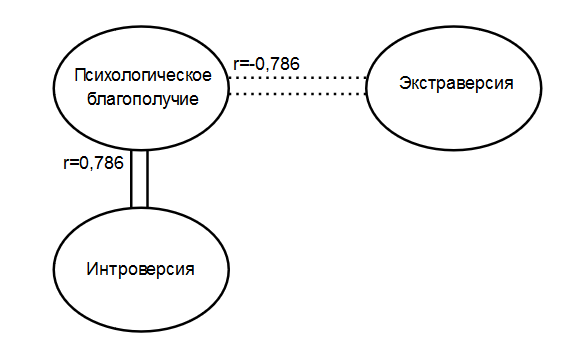 Психологическое
благополучие
r=-0,786
Экстраверсия
r=0,786
Интроверсия